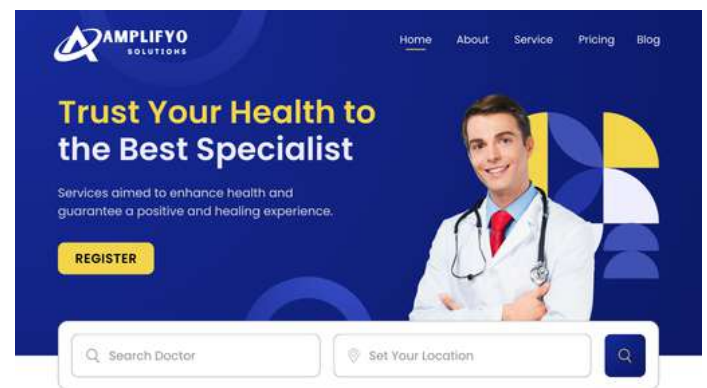 AMPLIFYO
SOLUTIONS
Home About Service Pricing Blog
Trust Your Health to
the Best Specialist
Services aimed to enhance health and
guarantee a positive and healing experience.
REGISTER
Search Doctor
Set Your Location